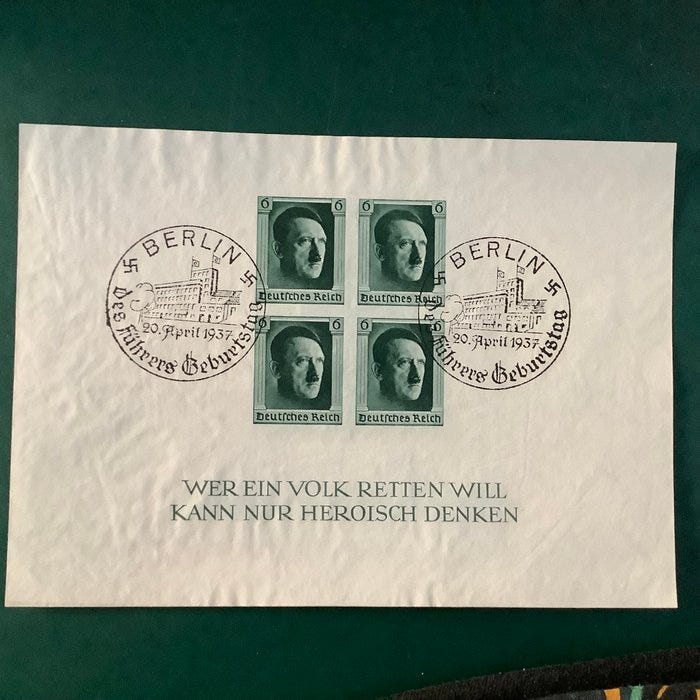 6 6
6 6
Deutsches Reich
Deutsches Reich
6 6
6 6
Deutsches Reich
Deutsches Reich
BERLIN
20. April 1937
Des Führers Geburtstag
BERLIN
20. April 1937
Des Führers Geburtstag
WER EIN VOLK RETTEN WILL
KANN NUR HEROISCH DENKEN